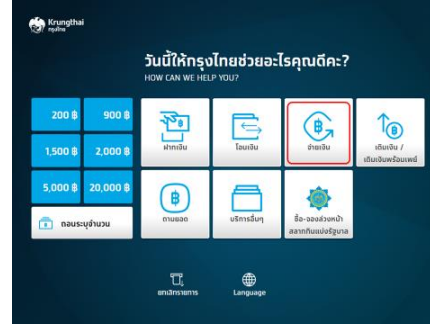 Krungthai
กรุงไทย
วันนี้ให้กรุงไทยช่วยอะไรคุณดีคะ?
HOW CAN WE HELP YOU?
200 ฿
900 ฿
1,500 ฿
2,000 ฿
5,000 ฿
20,000 ฿
ถอนระบุจำนวน
ฝากเงิน
โอนเงิน
จ่ายเงิน
เติมเงิน /
เติมเงินพร้อมเพย์
ถามยอด
บริการอื่นๆ
ซื้อ-จองล่วงหน้า
สลากกินแบ่งรัฐบาล
ยกเลิกรายการ
Language